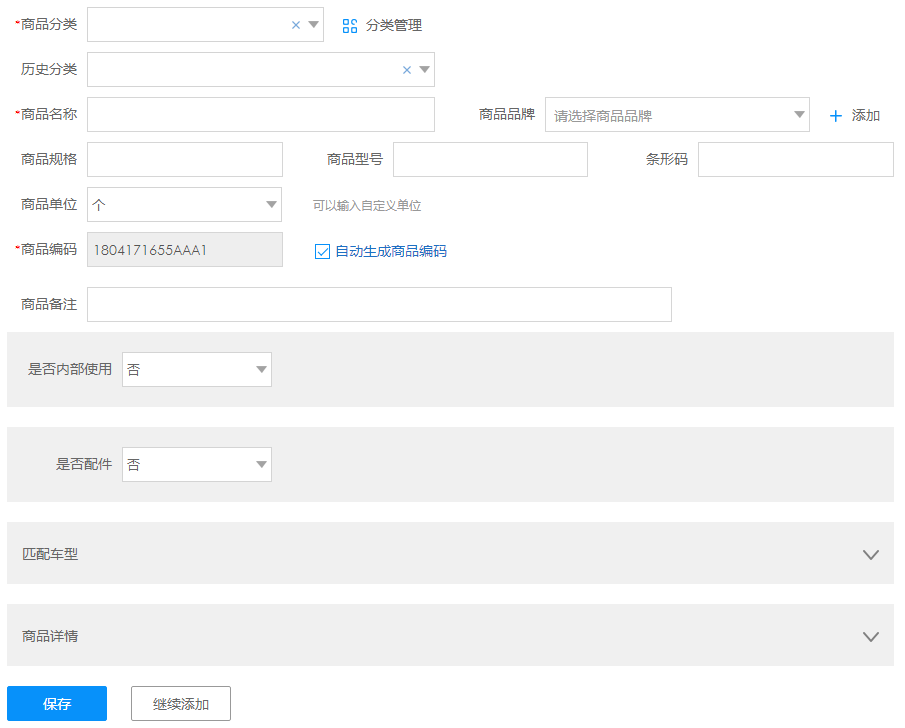 *商品分类 × 分类管理
历史分类 ×
*商品名称 商品品牌 请选择商品品牌 + 添加
商品规格 商品型号 条形码
商品单位 个 可以输入自定义单位
*商品编码 1804171655AAA1 自动生成商品编码
商品备注
是否内部使用 否
是否配件 否
匹配车型
商品详情
保存 继续添加